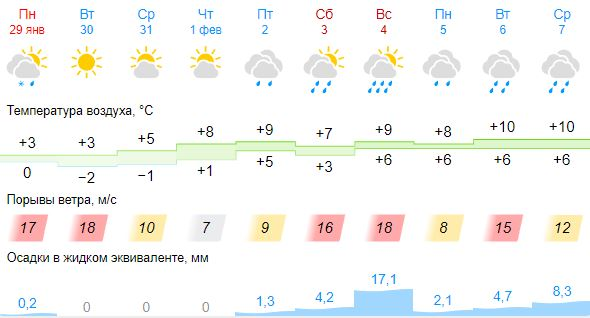 Пн Вт Ср Чт Пт Сб Вс Пн Вт Ср
29 янв 30 31 1 фев 2 3 4 5 6 7
Температура воздуха, °C
+3 +3 +5 +8 +9 +7 +9 +8 +10 +10
0 −2 −1 +1 +5 +3 +6 +6 +6 +6
Порывы ветра, м/с
17 18 10 7 9 16 18 8 15 12
Осадки в жидком эквиваленте, мм
0,2 0 0 0 1,3 4,2 17,1 2,1 4,7 8,3